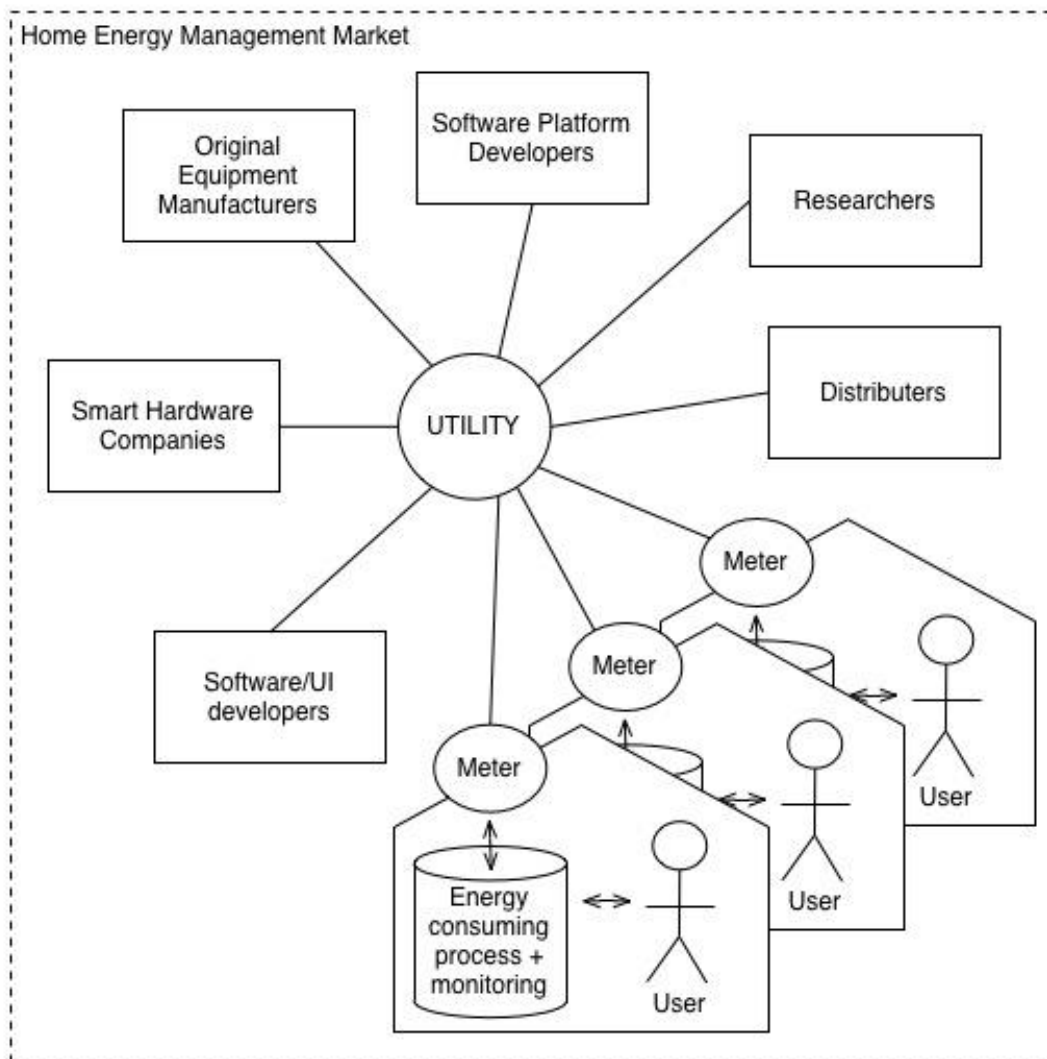 Home Energy Management Market
Software Platform
Developers
Original
Equipment
Manufacturers
Researchers
Distributers
Smart Hardware
Companies
UTILITY
Meter
Meter
Software/UI
developers
Meter
User
User
Energy
consuming
process +
monitoring
User